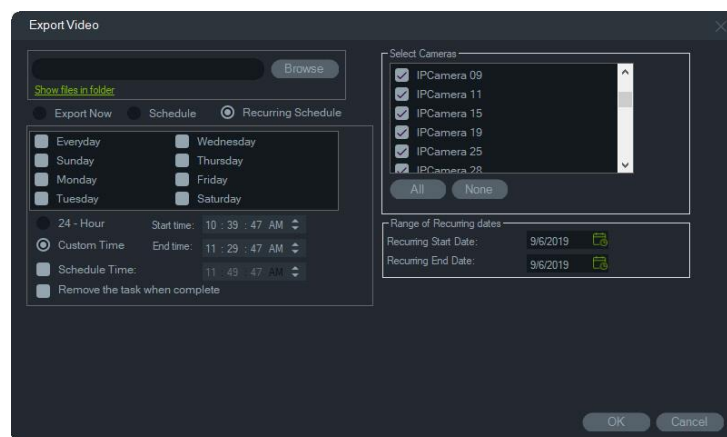 Export Video
Browse
Show files in folder
Export Now Schedule Recurring Schedule
Everyday Wednesday
Sunday Thursday
Monday Friday
Tuesday Saturday
24 - Hour Start time: 10 : 39 : 47 AM
Custom Time End time: 11 : 29 : 47 AM
Schedule Time: 11 : 49 : 47 AM
Remove the task when complete
Select Cameras
IPCamera 09
IPCamera 11
IPCamera 15
IPCamera 19
IPCamera 25
IPCamera 28
All None
Range of Recurring dates
Recurring Start Date: 9/6/2019
Recurring End Date: 9/6/2019
OK Cancel